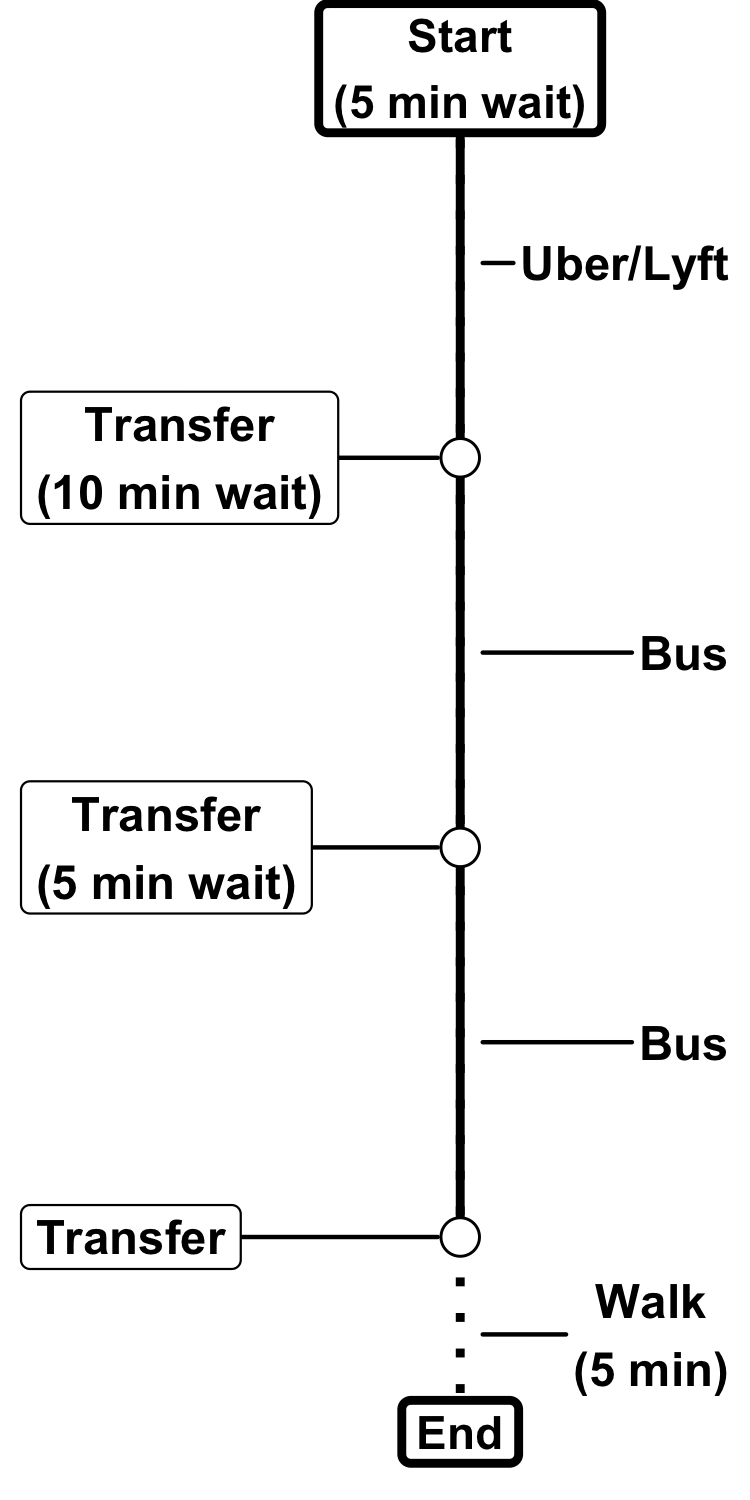 Start
(5 min wait)
Uber/Lyft
Transfer
(10 min wait)
Bus
Transfer
(5 min wait)
Bus
Transfer
Walk
(5 min)
End